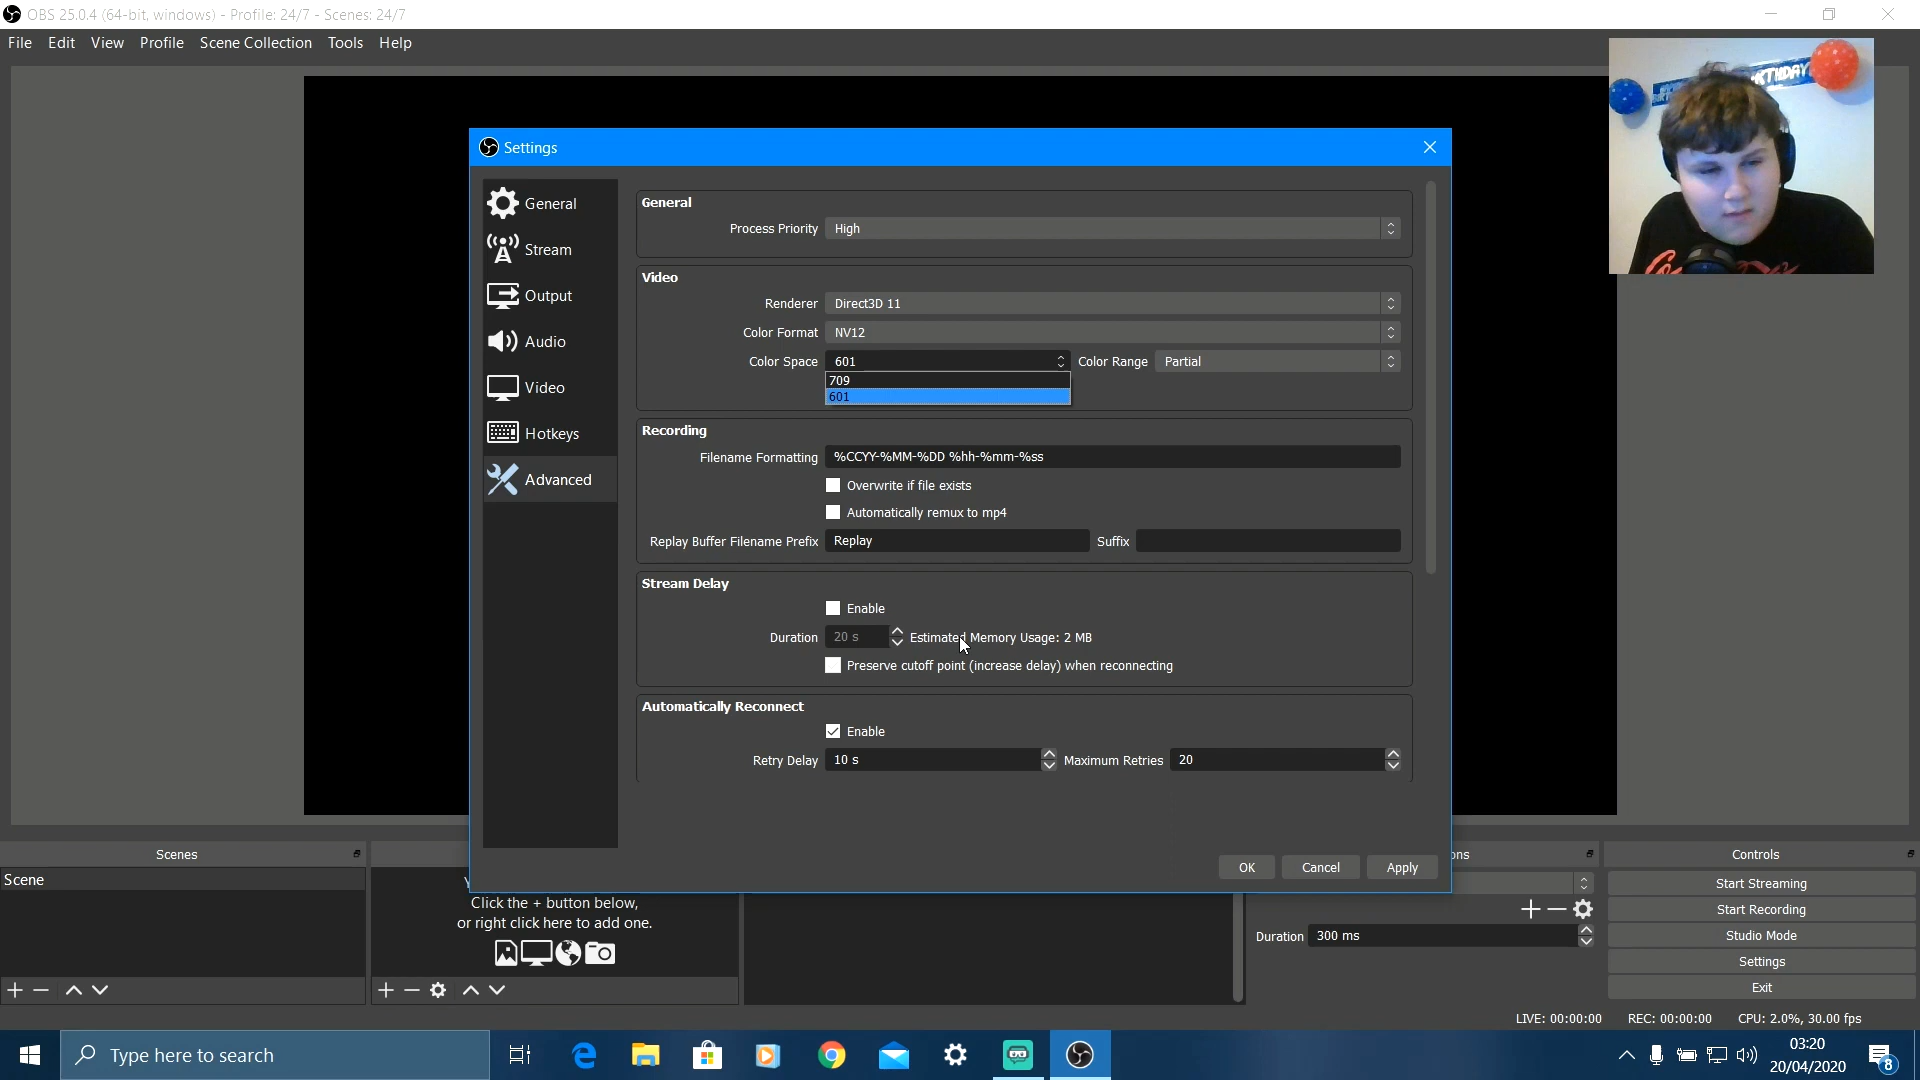 OBS 25.0.4 (64-bit, windows) - Profile: 24/7 - Scenes: 24/7
File Edit View Profile Scene Collection Tools Help
RTHDAY
Settings
General
Stream
Output
Audio
Video
Hotkeys
Advanced
General
Process Priority High
Video
Renderer Direct3D 11
Color Format NV12
Color Space 601 Color Range Partial
709
601
Recording
Filename Formatting %CCYY-%MM-%DD %hh-%mm-%ss
Overwrite if file exists
Automatically remux to mp4
Replay Buffer Filename Prefix Replay Suffix
Stream Delay
Enable
Duration 20 s Estimated Memory Usage: 2 MB
Preserve cutoff point (increase delay) when reconnecting
Automatically Reconnect
Enable
Retry Delay 10 s Maximum Retries 20
OK Cancel Apply
Scenes
Scene
Click the + button below,
or right click here to add one.
ons
Duration 300 ms
Controls
Start Streaming
Start Recording
Studio Mode
Settings
Exit
LIVE: 00:00:00 REC: 00:00:00 CPU: 2.0%, 30.00 fps
Type here to search
03:20
20/04/2020
8